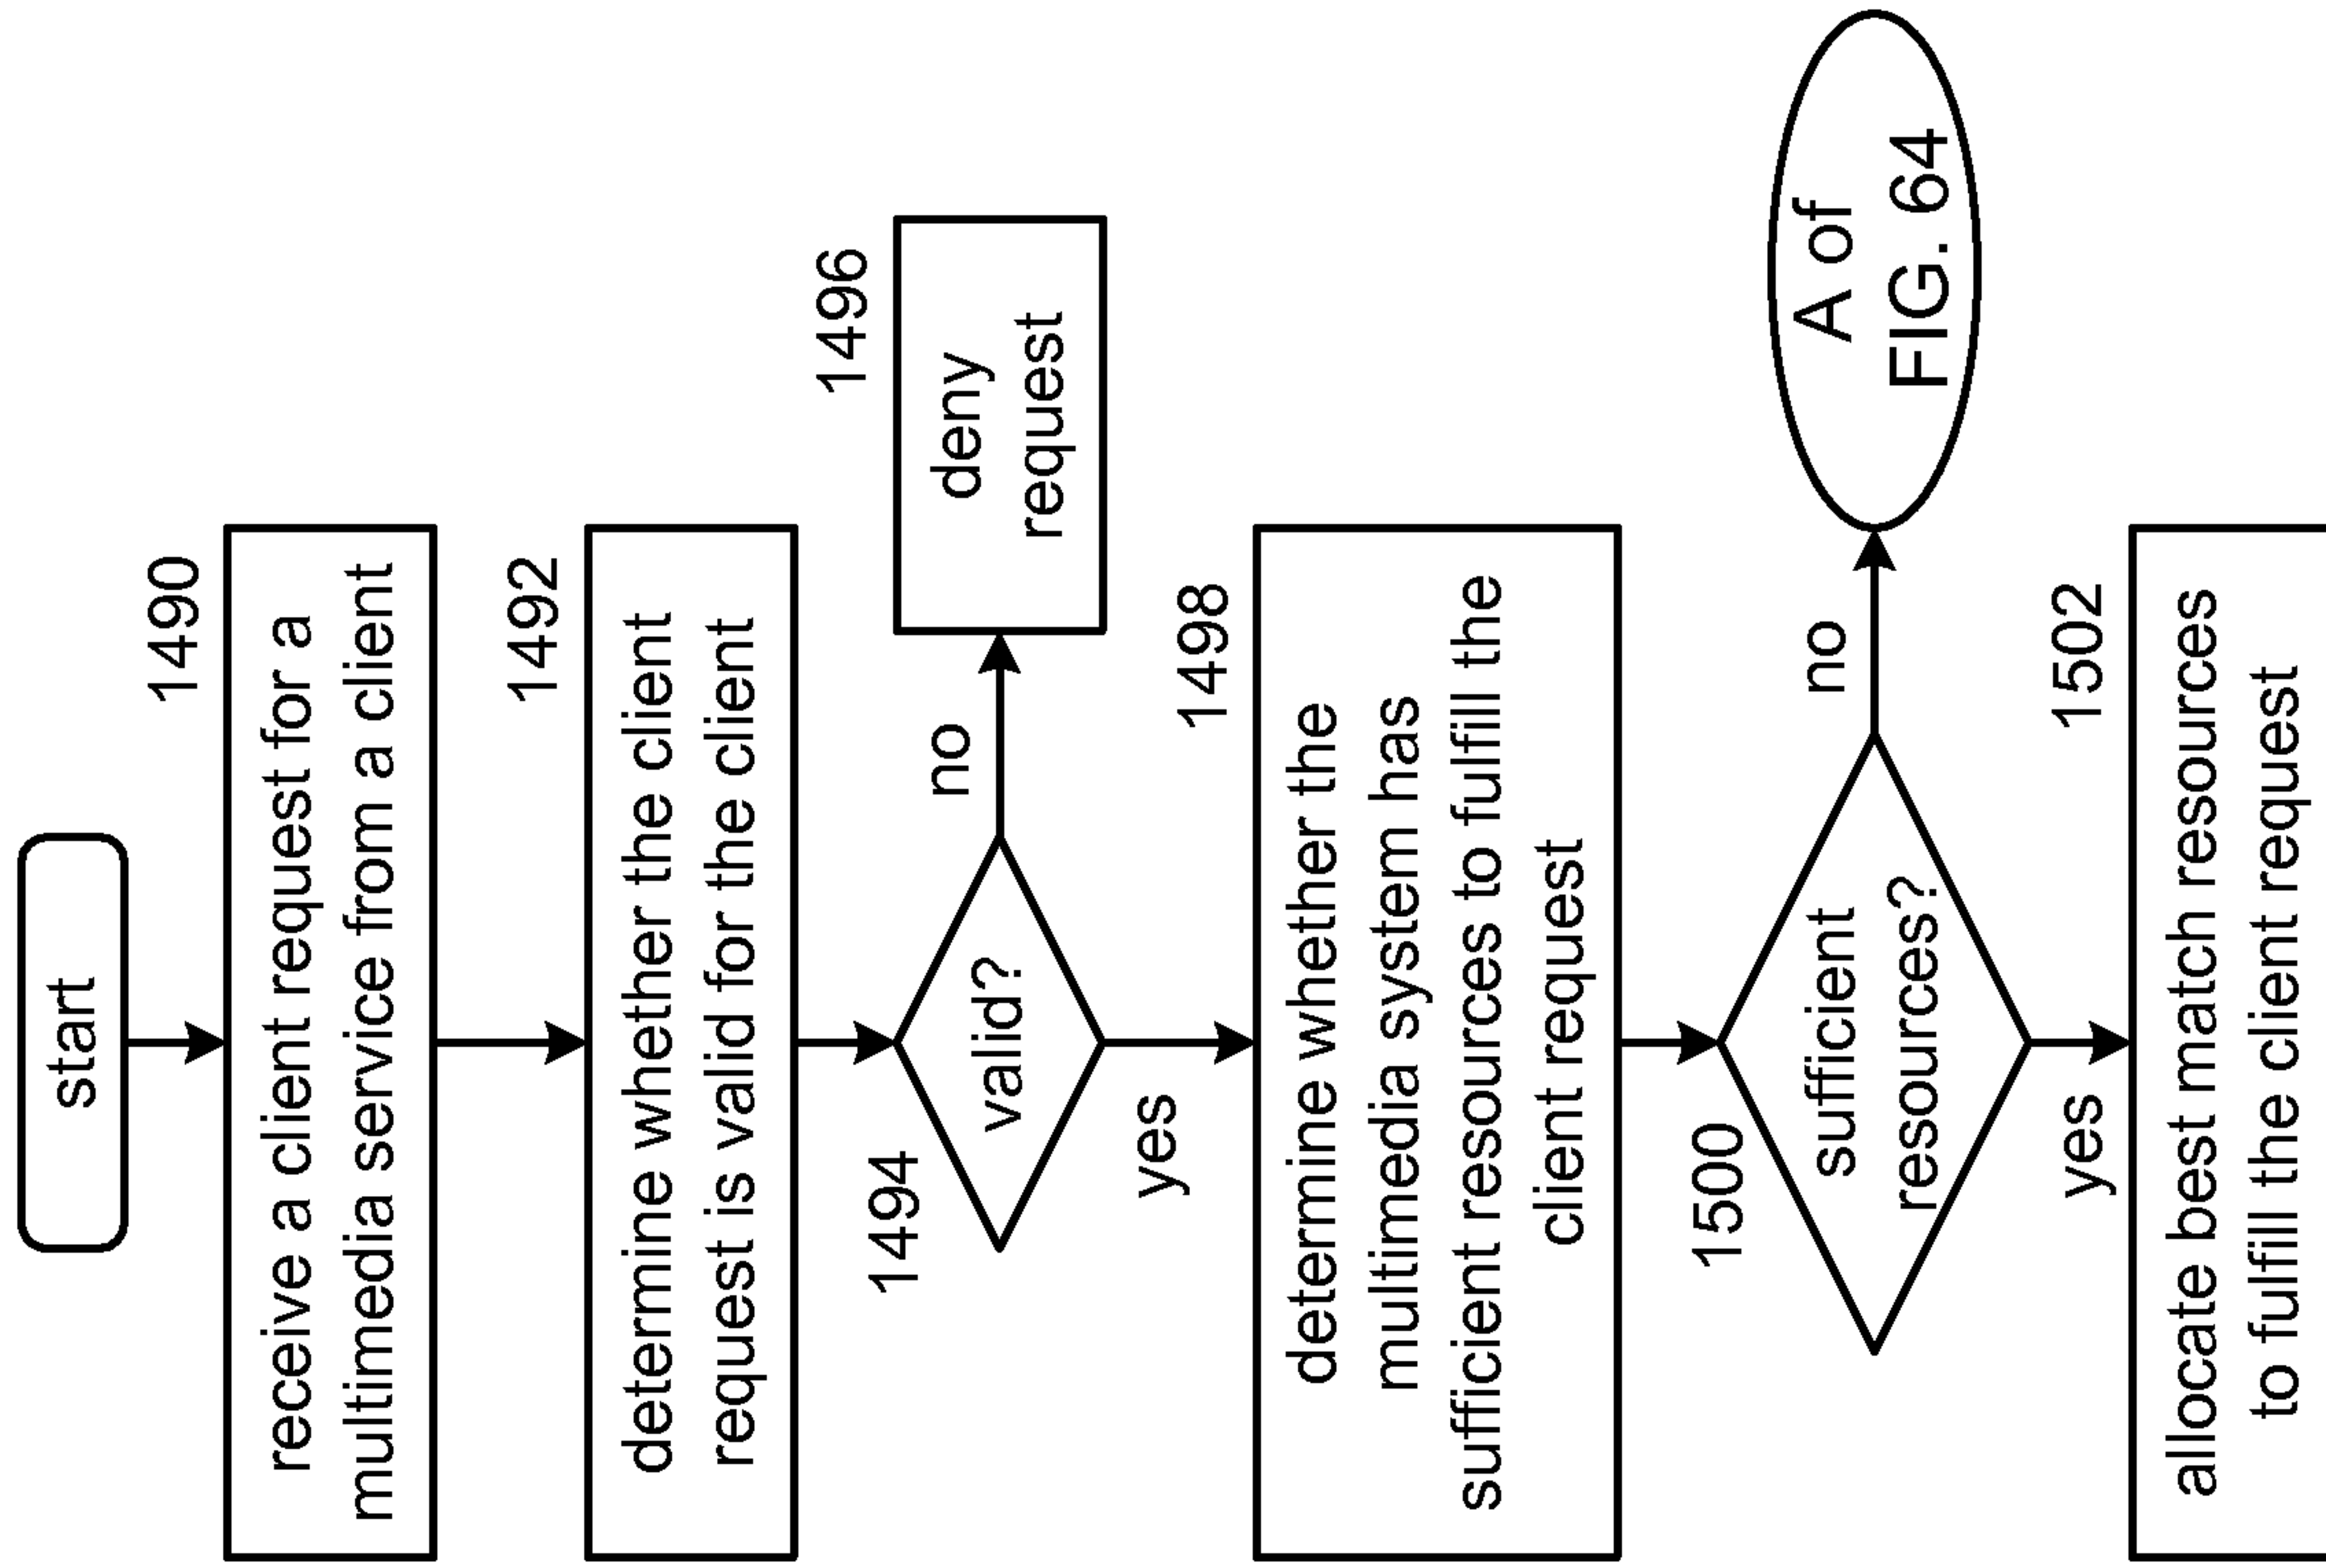 start
1490
receive a client request for a
multimedia service from a client
1492
determine whether the client
request is valid for the client
1494
valid?
no
1496
deny
request
yes
1498
determine whether the
multimedia system has
sufficient resources to fulfill the
client request
1500
sufficient
resources?
no
A of
FIG. 64
yes
1502
allocate best match resources
to fulfill the client request